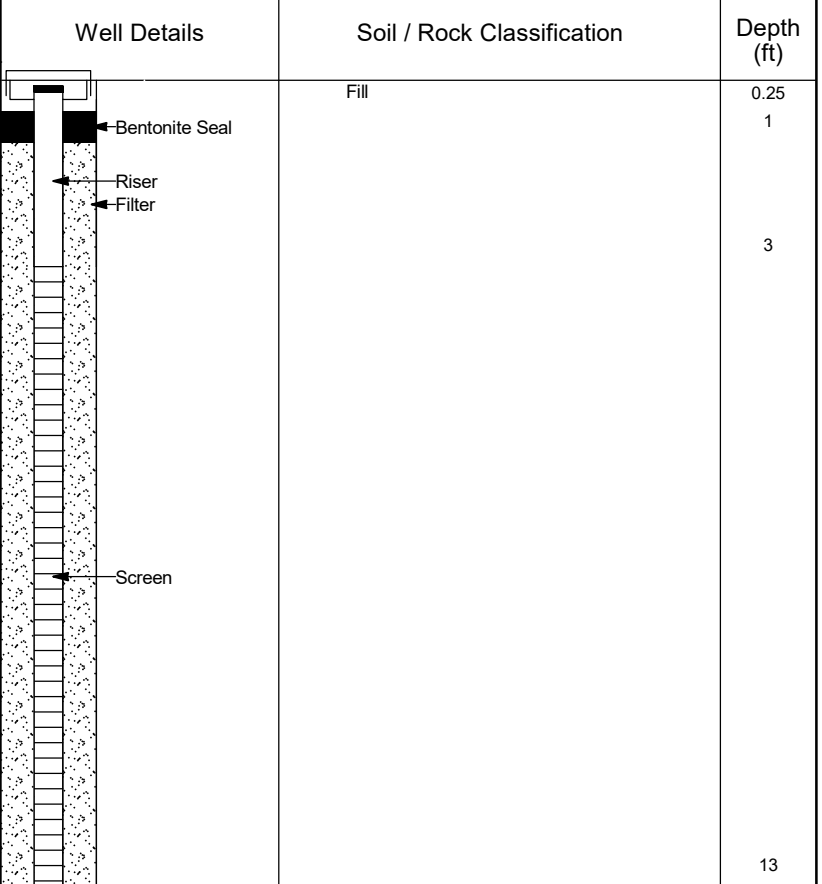 Well Details
Soil / Rock Classification
Depth
(ft)
Fill
0.25
Bentonite Seal
1
Riser
Filter
3
Screen
13